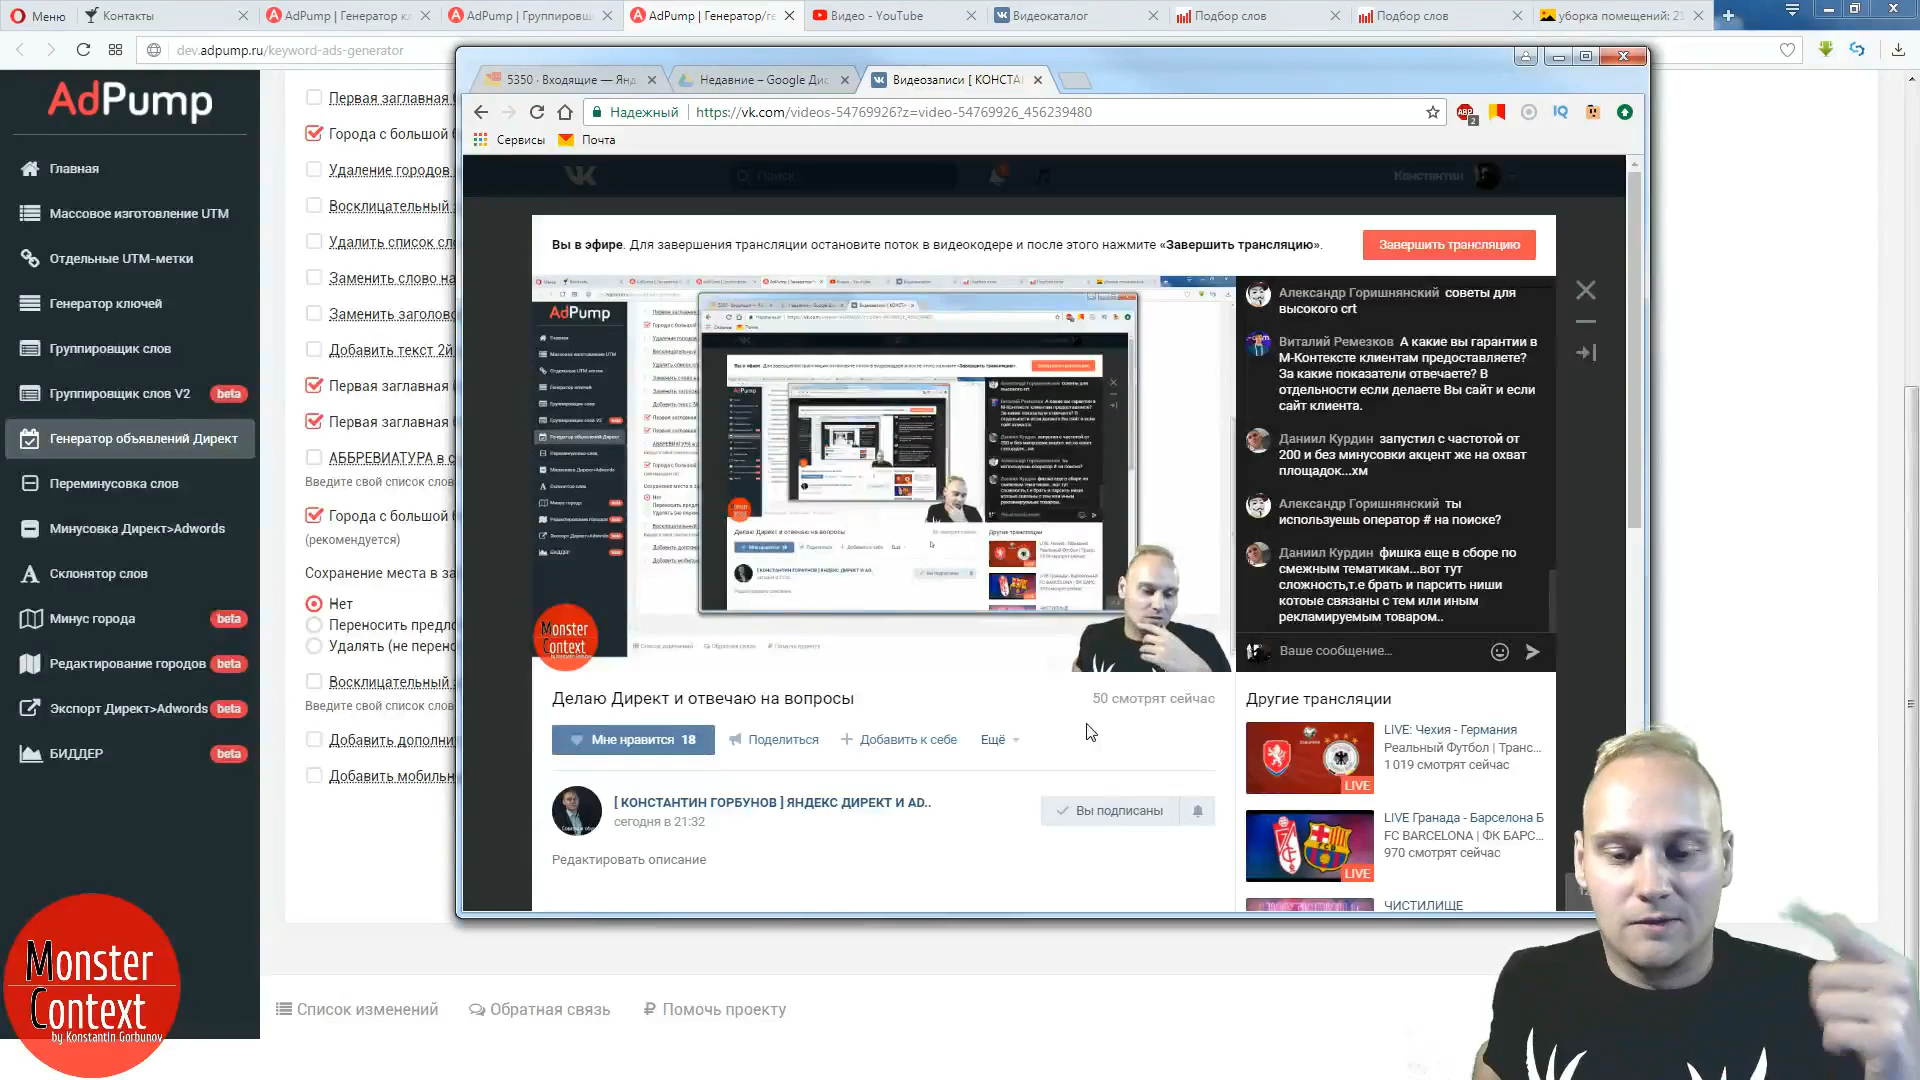 Меню
Контакты
AdPump | Генератор кл
AdPump | Группировщ
AdPump | Генератор/ге
Видео - YouTube
Видеокаталог
Подбор слов
Подбор слов
уборка помещений: 21
dev.adpump.ru/keyword-ads-generator
AdPump
Главная
Массовое изготовление UTM
Отдельные UTM-метки
Генератор ключей
Группировщик слов
Группировщик слов V2 beta
Генератор объявлений Директ
Переминусовка слов
Минусовка Директ>Adwords
Склонятор слов
Минус города beta
Редактирование городов beta
Экспорт Директ>Adwords beta
БИДДЕР beta
Monster
Context
by Konstantin Gorbunov
Первая заглавная
Города с большой
Удаление городов
Восклицательный
Удалить список
Заменить слово на
Заменить
Добавить текст 2й
Первая заглавная
Первая заглавная
АББРЕВИАТУРА в
Введите свой список слов
Города с большой
(рекомендуется)
Сохранение места в
Нет
Переносить
Удалять (не
Восклицательный
Введите свой список слов
Добавить
Добавить
Список изменений
Обратная связь
Помочь проекту
5350 · Входящие — Янд
Недавние – Google Дис
Видеозаписи [ КОНСТА
Надежный
https://vk.com/videos-54769926?z=video-54769926_456239480
Сервисы
Почта
Поиск
Константин
Вы в эфире. Для завершения трансляции остановите поток в видеокодере и после этого нажмите «Завершить трансляцию».
Завершить трансляцию
AdPump
Monster
Context
Делаю Директ и отвечаю на вопросы
Александр Горишнянский советы для
высокого crt
Виталий Ремезков А какие вы гарантии в
М-Контексте клиентам предоставляете?
За какие показатели отвечаете? В
отдельности если делаете Вы сайт и если
сайт клиента.
Даниил Курдин запустил с частотой от
200 и без минусовки акцент же на охват
площадок...хм
Александр Горишнянский ты
используешь оператор # на поиске?
Даниил Курдин фишка еще в сборе по
смежным тематикам...вот тут
сложность,т.е брать и парсить ниши
котоые связаны с тем или иным
рекламируемым товаром..
Ваше сообщение...
Делаю Директ и отвечаю на вопросы
50 смотрят сейчас
Мне нравится 18
Поделиться
Добавить к себе
Ещё
[ КОНСТАНТИН ГОРБУНОВ ] ЯНДЕКС ДИРЕКТ И AD..
сегодня в 21:32
Вы подписаны
Редактировать описание
Другие трансляции
LIVE: Чехия - Германия
Реальный Футбол | Транс...
1 019 смотрят сейчас
LIVE
LIVE Гранада - Барселона Б
FC BARCELONA | ФК БАРС...
970 смотрят сейчас
LIVE
ЧИСТИЛИЩЕ